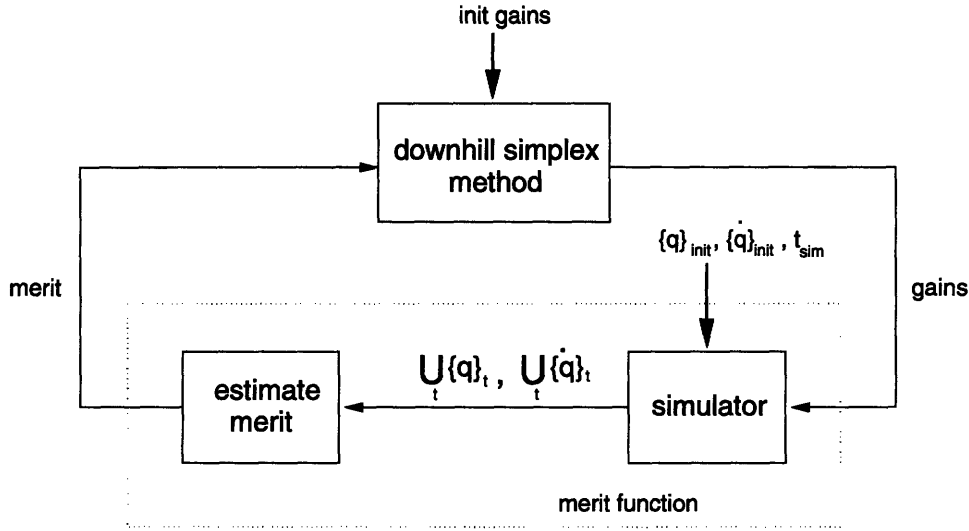 init gains
downhill simplex
method
{q}init, {q̇}init , tsim
merit
gains
⋃t{q}t , ⋃t{q̇}t
estimate
merit
simulator
merit function